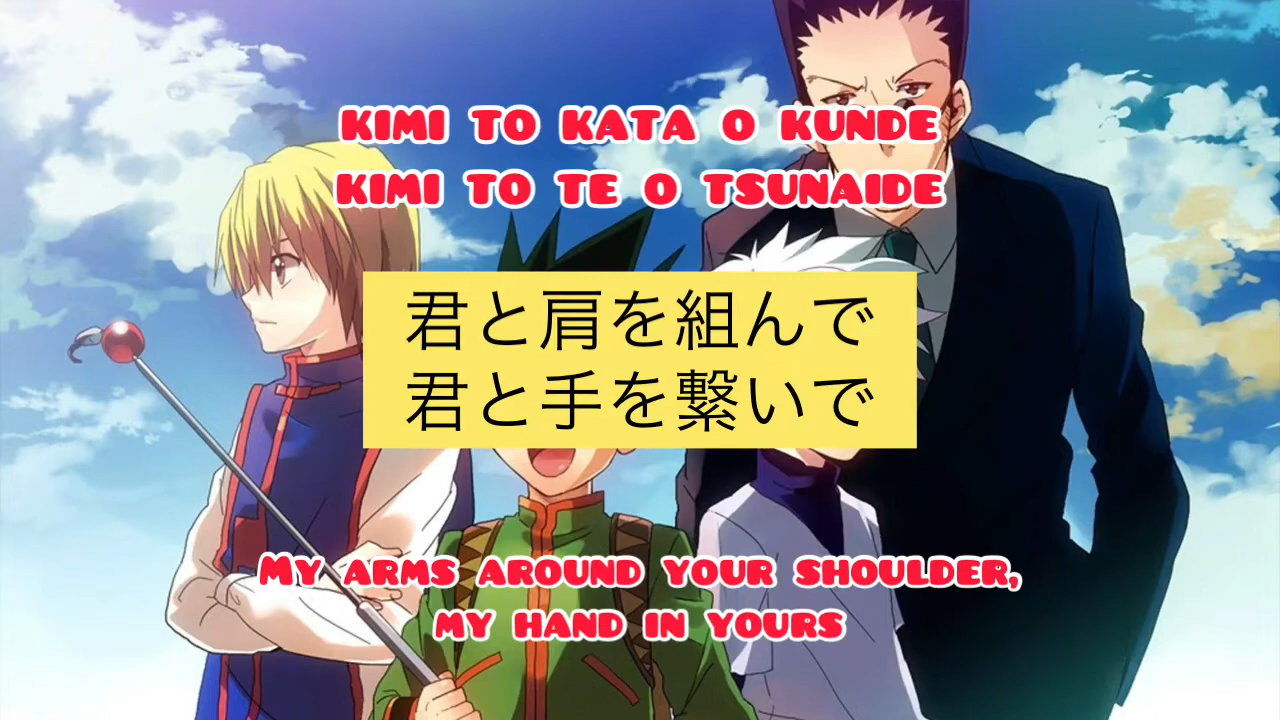 KIMI TO KATA O KUNDE
KIMI TO TE O TSUNAIDE
君と肩を組んで
君と手を繋いで
My arms around your shoulder,
my hand in yours